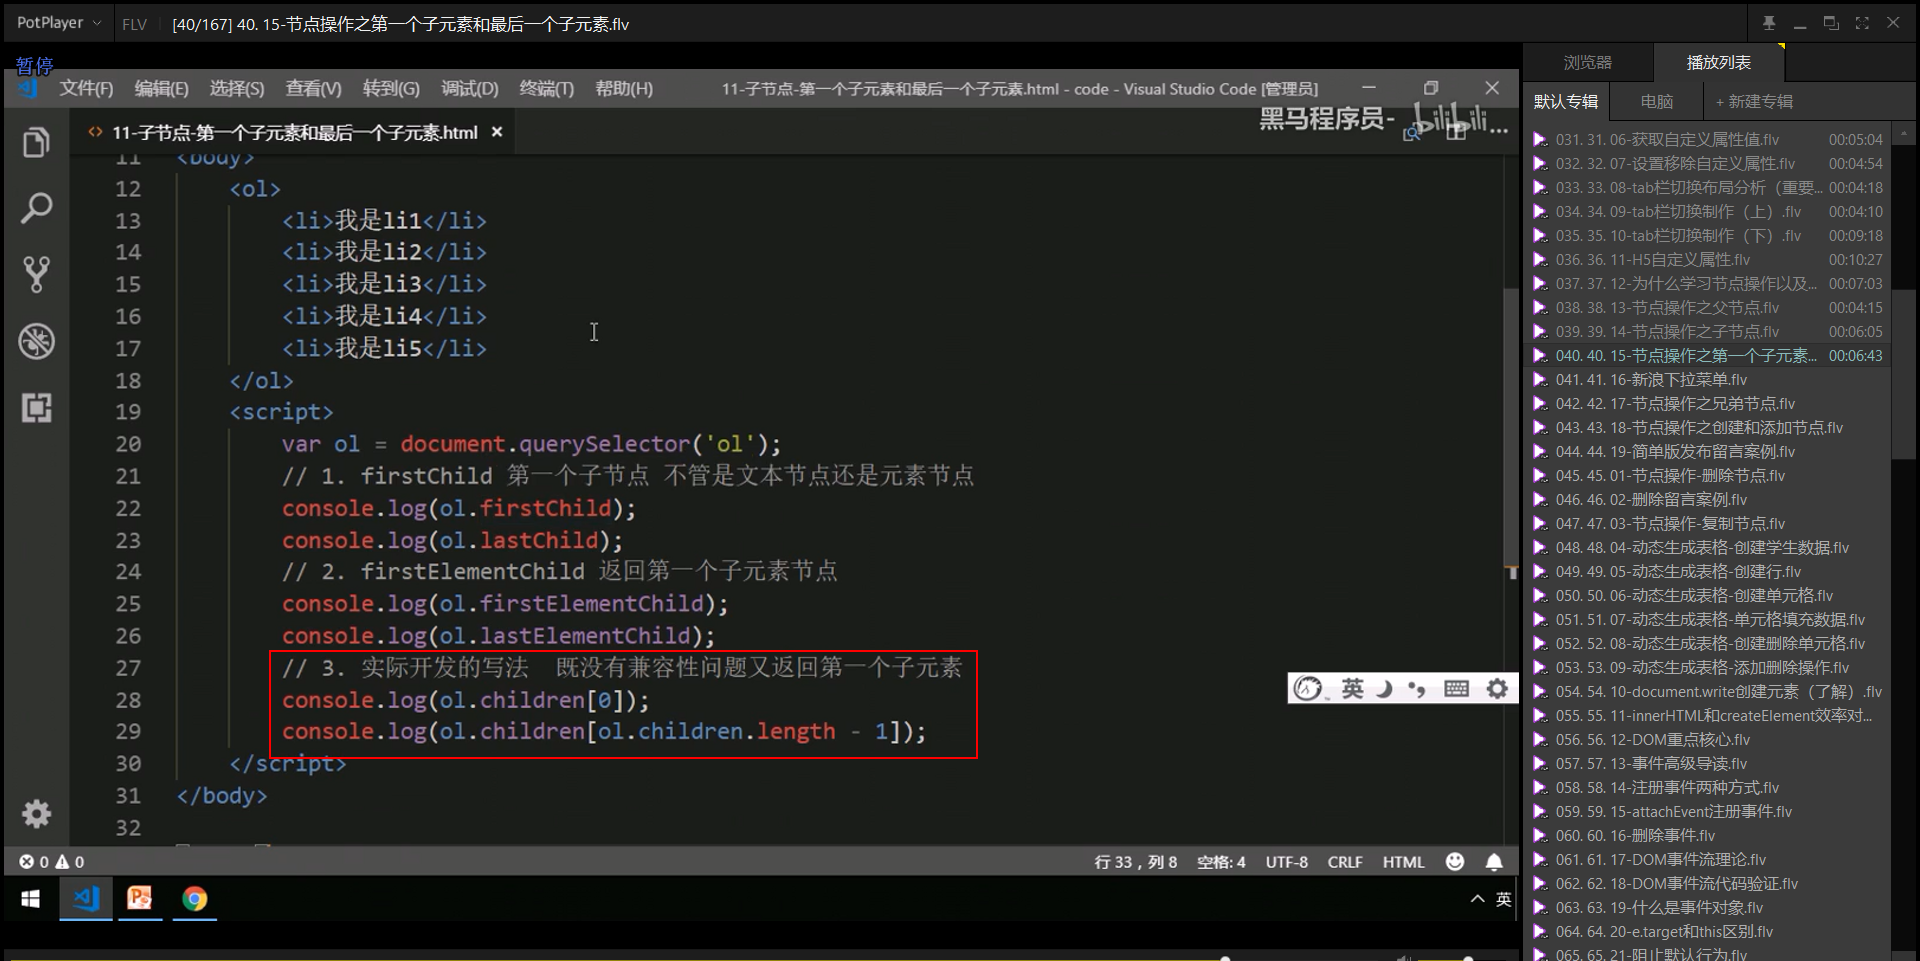 PotPlayer
FLV
[40/167] 40. 15-节点操作之第一个子元素和最后一个子元素.flv
暂停
文件(F) 编辑(E) 选择(S) 查看(V) 转到(G) 调试(D) 终端(T) 帮助(H)
11-子节点-第一个子元素和最后一个子元素.html - code - Visual Studio Code [管理员]
<> 11-子节点-第一个子元素和最后一个子元素.html ×
黑马程序员- bilibili
11 <body>
12 <ol>
13 <li>我是li1</li>
14 <li>我是li2</li>
15 <li>我是li3</li>
16 <li>我是li4</li>
17 <li>我是li5</li>
18 </ol>
19 <script>
20 var ol = document.querySelector('ol');
21 // 1. firstChild 第一个子节点 不管是文本节点还是元素节点
22 console.log(ol.firstChild);
23 console.log(ol.lastChild);
24 // 2. firstElementChild 返回第一个子元素节点
25 console.log(ol.firstElementChild);
26 console.log(ol.lastElementChild);
27 // 3. 实际开发的写法 既没有兼容性问题又返回第一个子元素
28 console.log(ol.children[0]);
29 console.log(ol.children[ol.children.length - 1]);
30 </script>
31 </body>
32
英
0 0
行 33，列 8 空格: 4 UTF-8 CRLF HTML
英
浏览器 播放列表
默认专辑 电脑 + 新建专辑
031. 31. 06-获取自定义属性值.flv 00:05:04
032. 32. 07-设置移除自定义属性.flv 00:04:54
033. 33. 08-tab栏切换布局分析（重要... 00:04:18
034. 34. 09-tab栏切换制作（上）.flv 00:04:10
035. 35. 10-tab栏切换制作（下）.flv 00:09:18
036. 36. 11-H5自定义属性.flv 00:10:27
037. 37. 12-为什么学习节点操作以及... 00:07:03
038. 38. 13-节点操作之父节点.flv 00:04:15
039. 39. 14-节点操作之子节点.flv 00:06:05
040. 40. 15-节点操作之第一个子元素... 00:06:43
041. 41. 16-新浪下拉菜单.flv
042. 42. 17-节点操作之兄弟节点.flv
043. 43. 18-节点操作之创建和添加节点.flv
044. 44. 19-简单版发布留言案例.flv
045. 45. 01-节点操作-删除节点.flv
046. 46. 02-删除留言案例.flv
047. 47. 03-节点操作-复制节点.flv
048. 48. 04-动态生成表格-创建学生数据.flv
049. 49. 05-动态生成表格-创建行.flv
050. 50. 06-动态生成表格-创建单元格.flv
051. 51. 07-动态生成表格-单元格填充数据.flv
052. 52. 08-动态生成表格-创建删除单元格.flv
053. 53. 09-动态生成表格-添加删除操作.flv
054. 54. 10-document.write创建元素（了解）.flv
055. 55. 11-innerHTML和createElement效率对...
056. 56. 12-DOM重点核心.flv
057. 57. 13-事件高级导读.flv
058. 58. 14-注册事件两种方式.flv
059. 59. 15-attachEvent注册事件.flv
060. 60. 16-删除事件.flv
061. 61. 17-DOM事件流理论.flv
062. 62. 18-DOM事件流代码验证.flv
063. 63. 19-什么是事件对象.flv
064. 64. 20-e.target和this区别.flv
065. 65. 21-阻止默认行为.flv